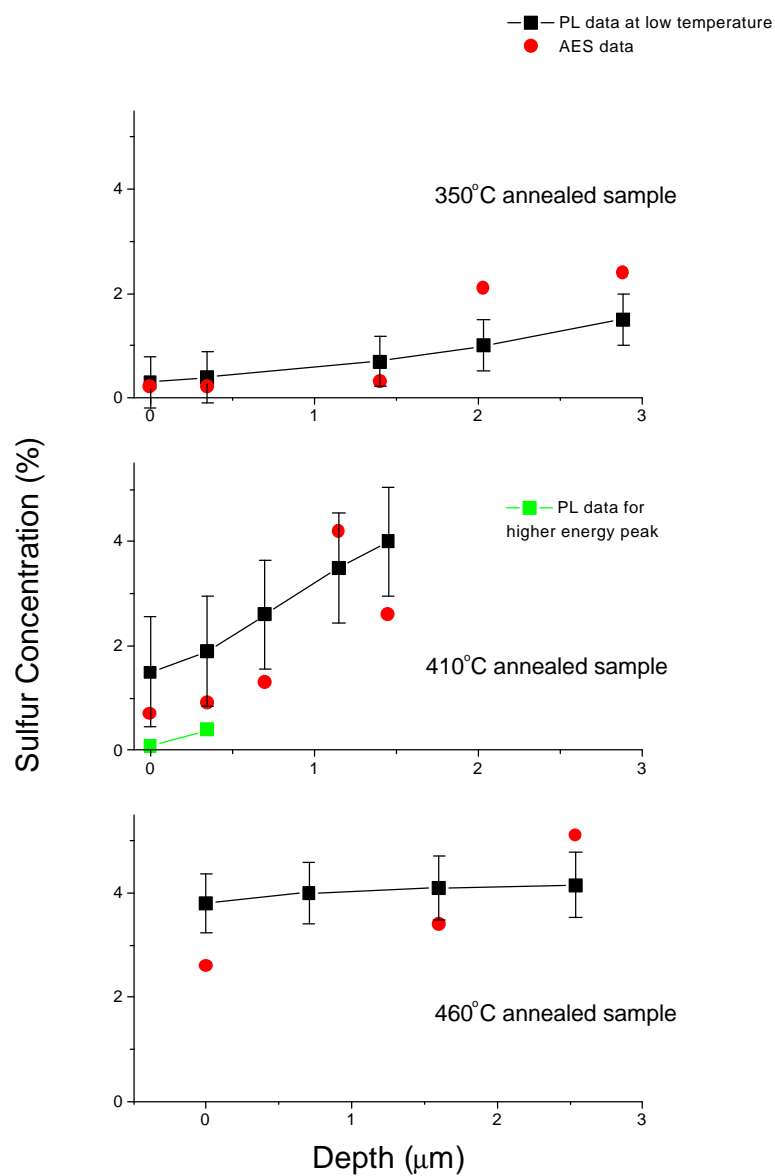 PL data at low temperature
AES data
4
350°C annealed sample
2
0
0 1 2 3
4
PL data for
higher energy peak
2
410°C annealed sample
0
0 1 2 3
4
2
460°C annealed sample
0
0 1 2 3
Sulfur Concentration (%)
Depth (μm)